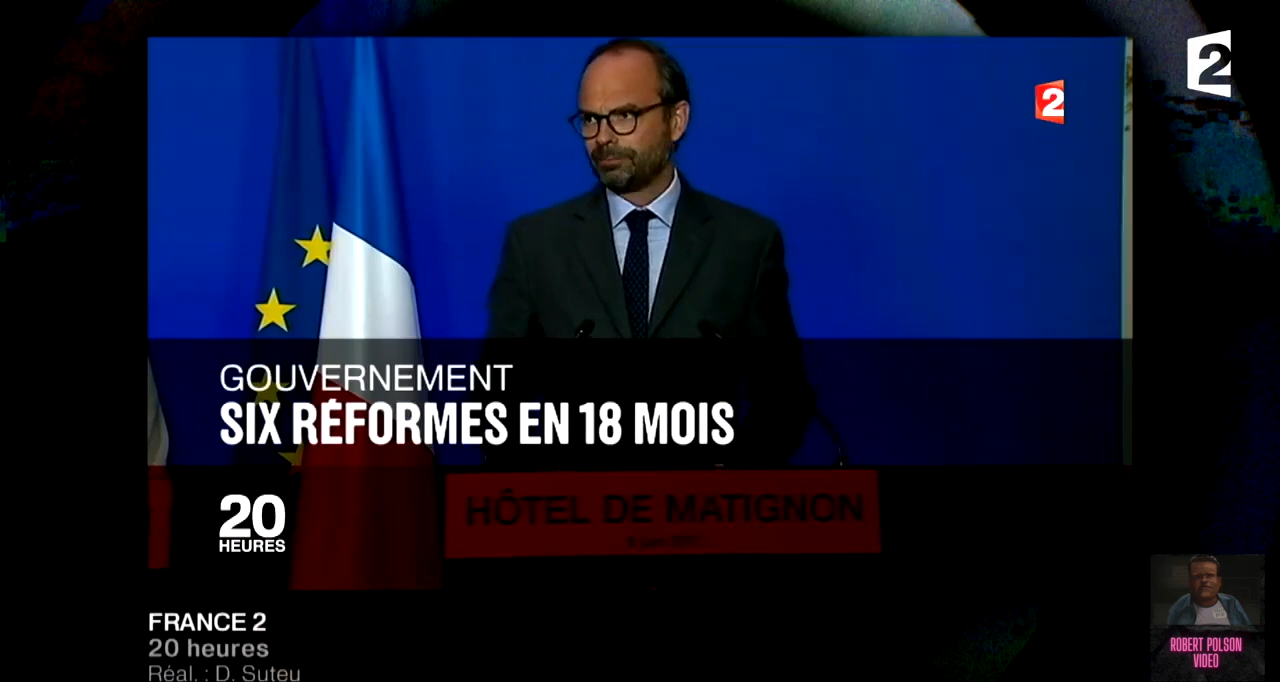 2
2
GOUVERNEMENT
SIX RÉFORMES EN 18 MOIS
HÔTEL DE MATIGNON
20
HEURES
FRANCE 2
20 heures
Réal. : D. Suteu
ROBERT POLSON
VIDEO